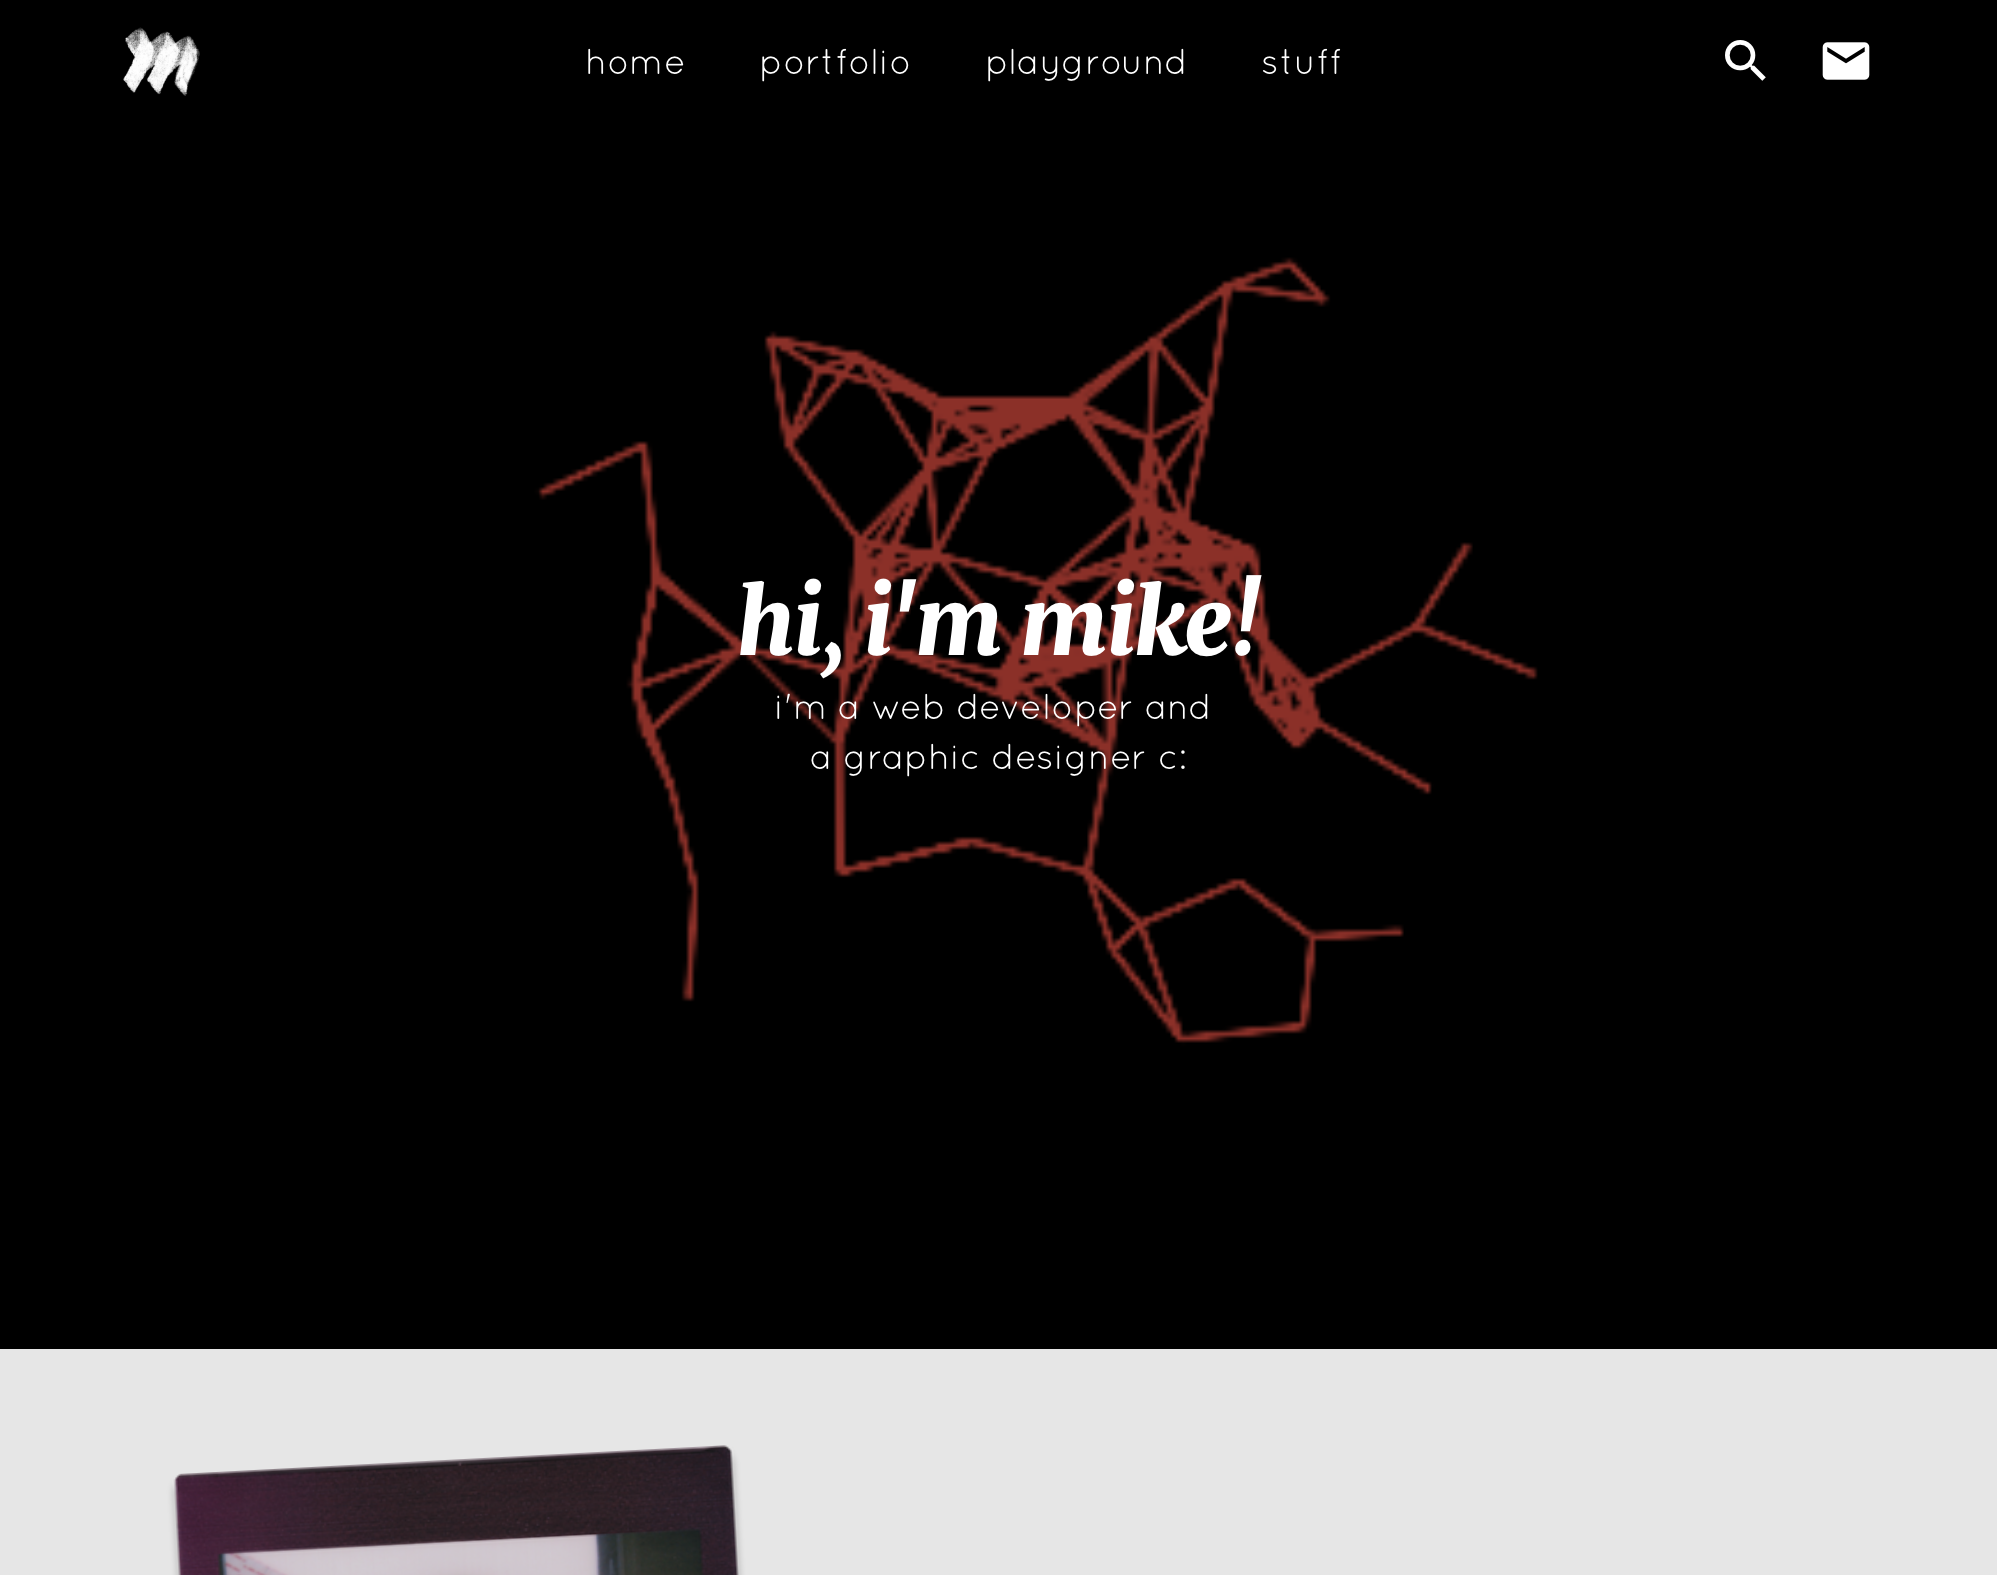 m
home portfolio playground stuff
hi, i'm mike!
i'm a web developer and
a graphic designer c: